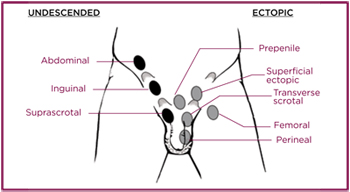 UNDESCENDED
ECTOPIC
Abdominal
Inguinal
Suprascrotal
Prepenile
Superficial
ectopic
Transverse
scrotal
Femoral
Perineal